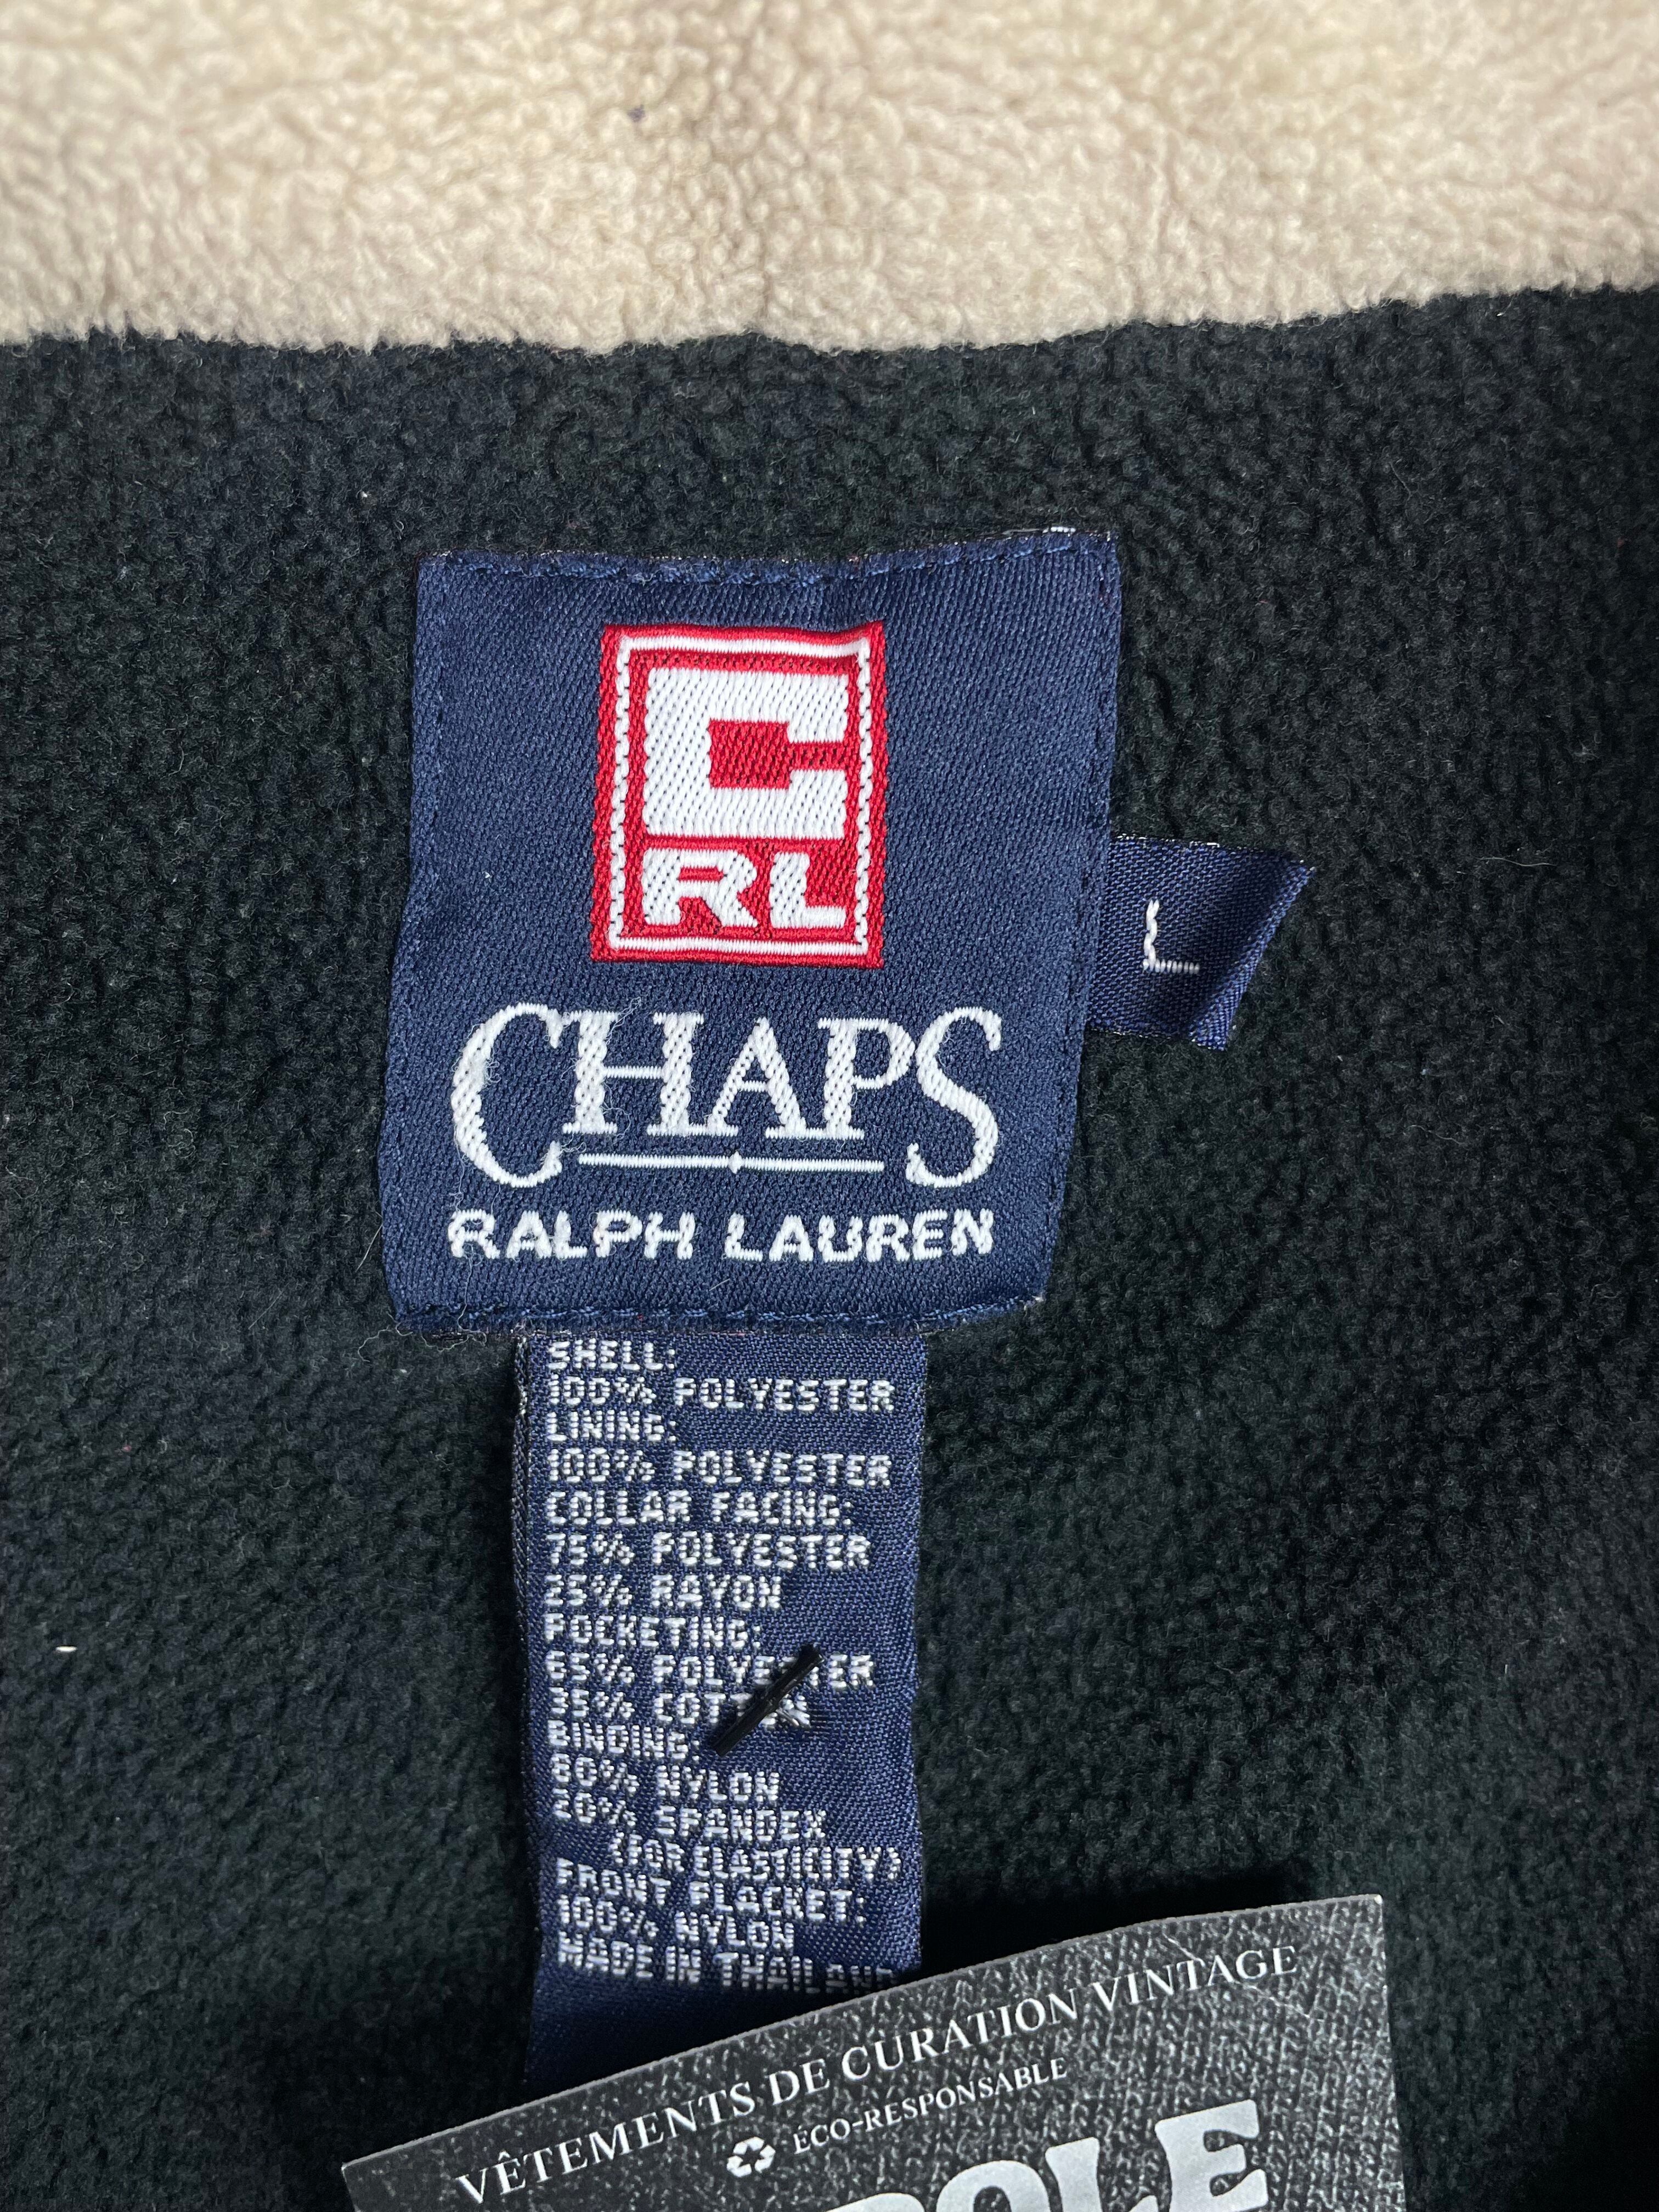 C
RL
CHAPS
RALPH LAUREN
L
SHELL:
100% POLYESTER
LINING:
100% POLYESTER
COLLAR FACING:
75% POLYESTER
25% RAYON
POCKETING:
65% POLYESTER
35% COTTON
BINDING:
80% NYLON
20% SPANDEX
(FOR ELASTICITY)
FRONT PLACKET:
100% NYLON
MADE IN THAILAND
VÊTEMENTS DE CURATION VINTAGE
ÉCO-RESPONSABLE